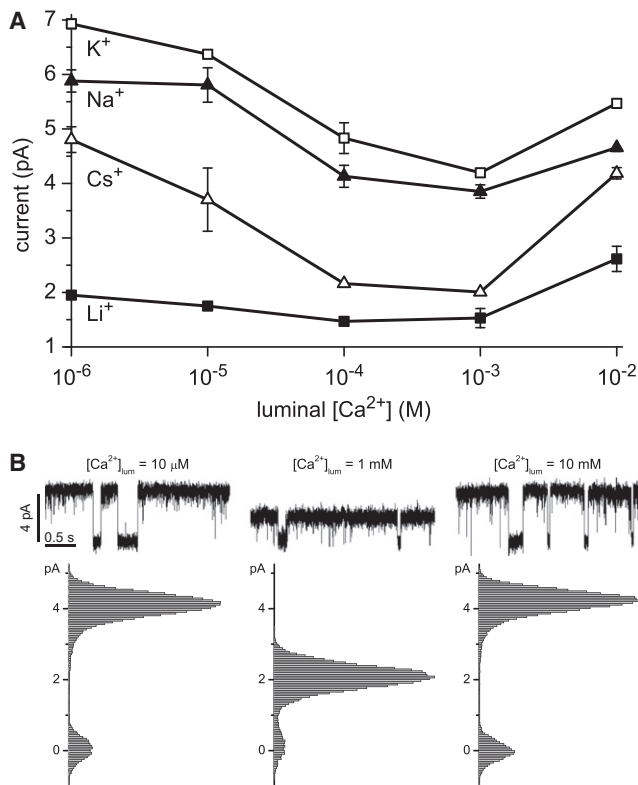 A
7
6
5
4
3
2
1
current (pA)
K⁺
Na⁺
Cs⁺
Li⁺
10⁻⁶ 10⁻⁵ 10⁻⁴ 10⁻³ 10⁻²
luminal [Ca²⁺] (M)
B
[Ca²⁺]lum = 10 μM [Ca²⁺]lum = 1 mM [Ca²⁺]lum = 10 mM
4 pA
0.5 s
pA pA pA
4 4 4
2 2 2
0 0 0